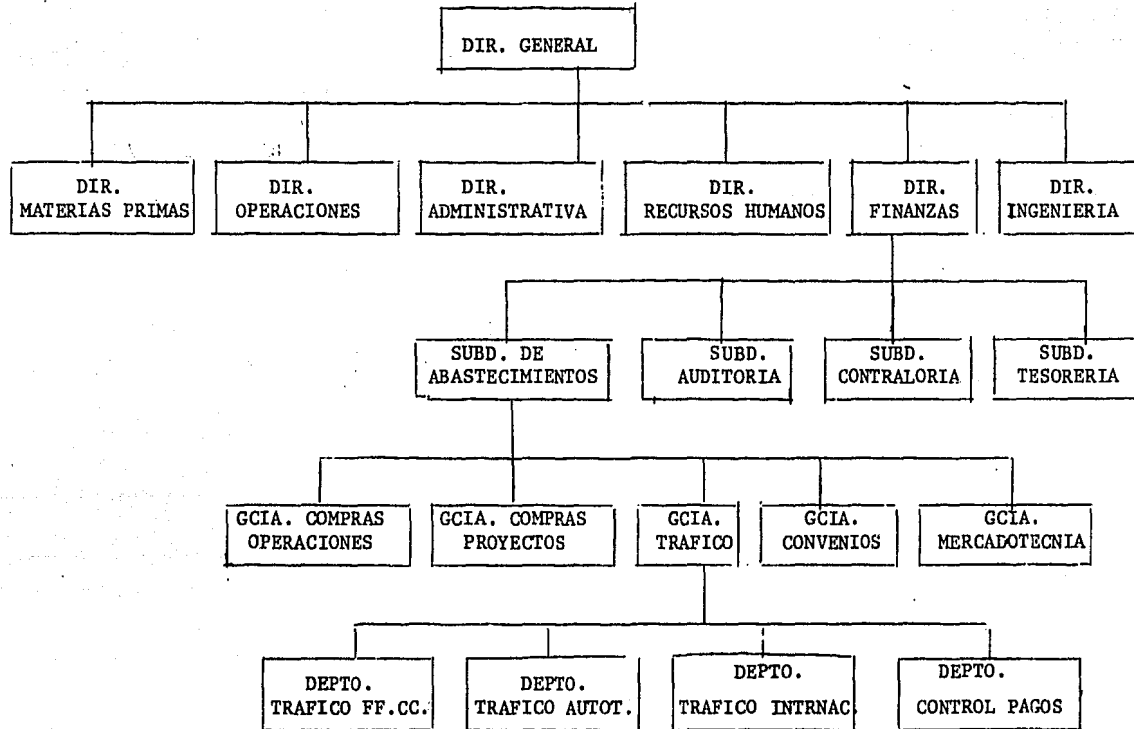 DIR. GENERAL
DIR.
MATERIAS PRIMAS
DIR.
OPERACIONES
DIR.
ADMINISTRATIVA
DIR.
RECURSOS HUMANOS
DIR.
FINANZAS
DIR.
INGENIERIA
SUBD. DE
ABASTECIMIENTOS
SUBD.
AUDITORIA
SUBD.
CONTRALORIA
SUBD.
TESORERIA
GCIA. COMPRAS
OPERACIONES
GCIA. COMPRAS
PROYECTOS
GCIA.
TRAFICO
GCIA.
CONVENIOS
GCIA.
MERCADOTECNIA
DEPTO.
TRAFICO FF.CC.
DEPTO.
TRAFICO AUTOT.
DEPTO.
TRAFICO INTRNAC.
DEPTO.
CONTROL PAGOS